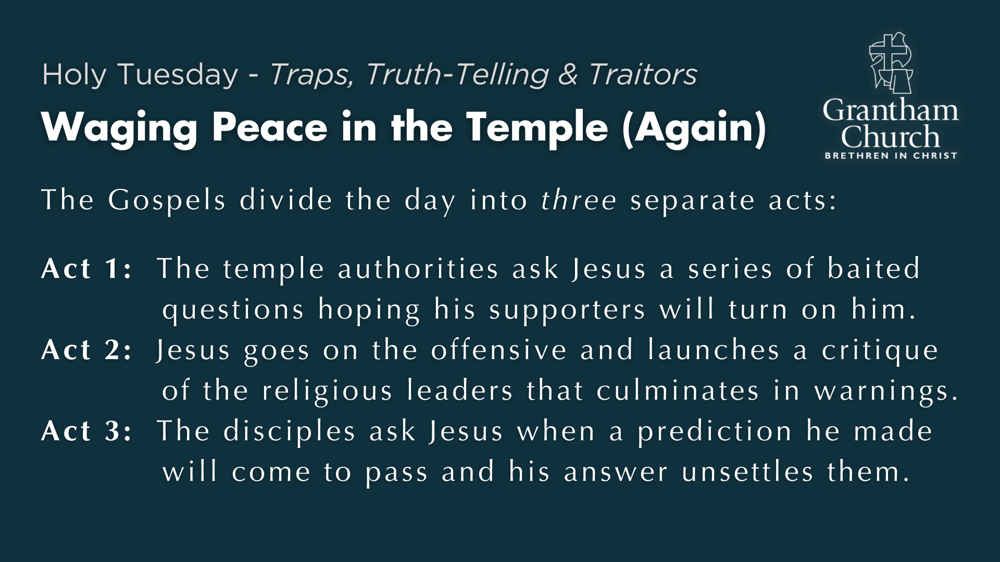 Holy Tuesday - Traps, Truth-Telling & Traitors
Waging Peace in the Temple (Again)
Grantham
Church
BRETHREN IN CHRIST
The Gospels divide the day into three separate acts:
Act 1: The temple authorities ask Jesus a series of baited
questions hoping his supporters will turn on him.
Act 2: Jesus goes on the offensive and launches a critique
of the religious leaders that culminates in warnings.
Act 3: The disciples ask Jesus when a prediction he made
will come to pass and his answer unsettles them.